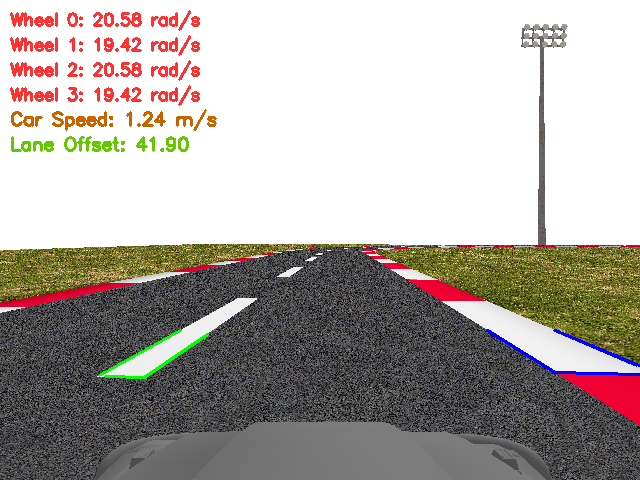 Wheel 0: 20.58 rad/s
Wheel 1: 19.42 rad/s
Wheel 2: 20.58 rad/s
Wheel 3: 19.42 rad/s
Car Speed: 1.24 m/s
Lane Offset: 41.90